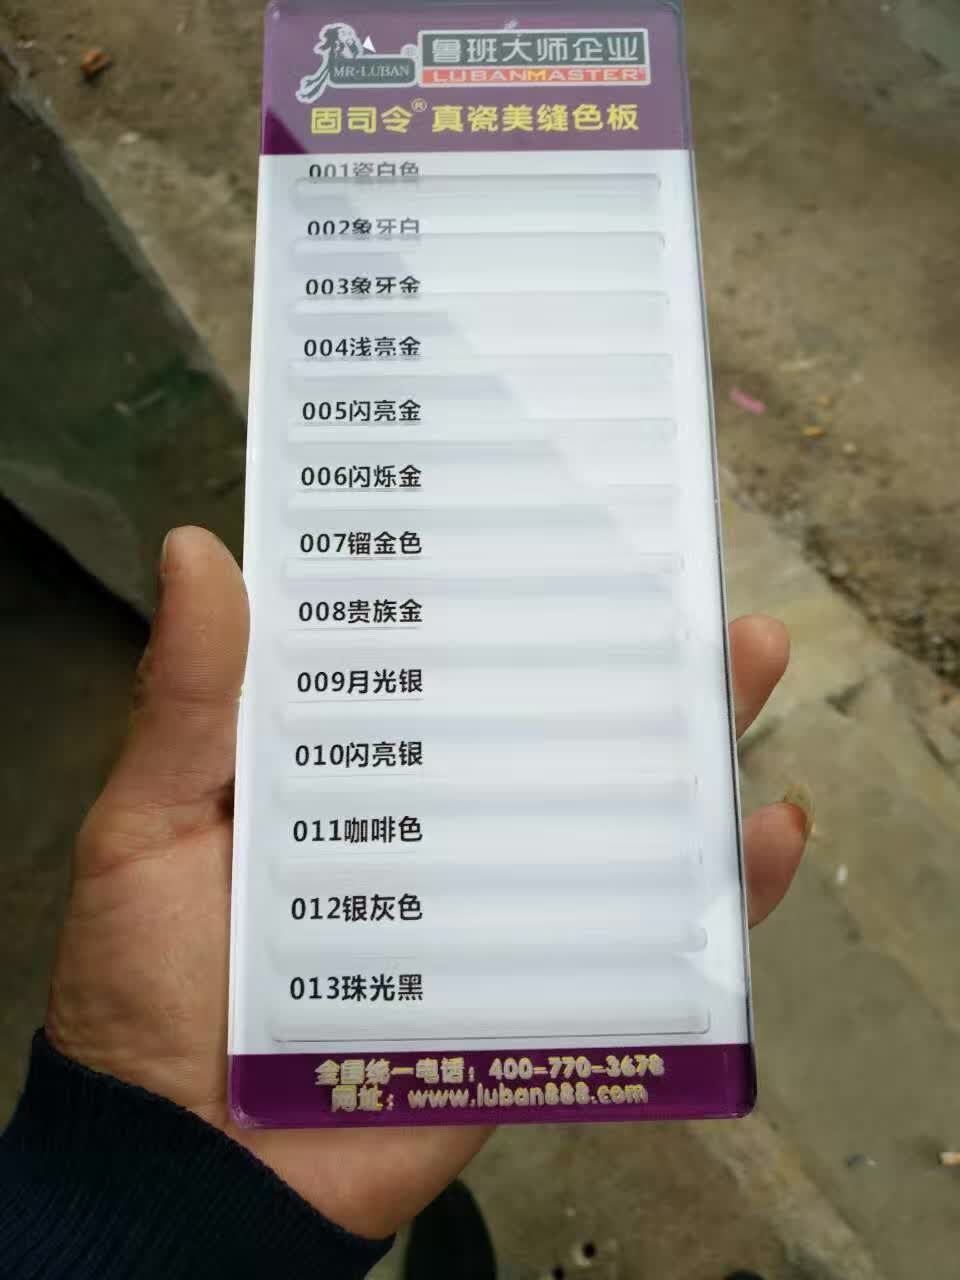 MR-LUBAN®
鲁班大师企业
LUBANMASTER®
固司令®真瓷美缝色板
001瓷白色
002象牙白
003象牙金
004浅亮金
005闪亮金
006闪烁金
007镏金色
008贵族金
009月光银
010闪亮银
011咖啡色
012银灰色
013珠光黑
全国统一电话：400-770-3678
网址：www.luban888.com